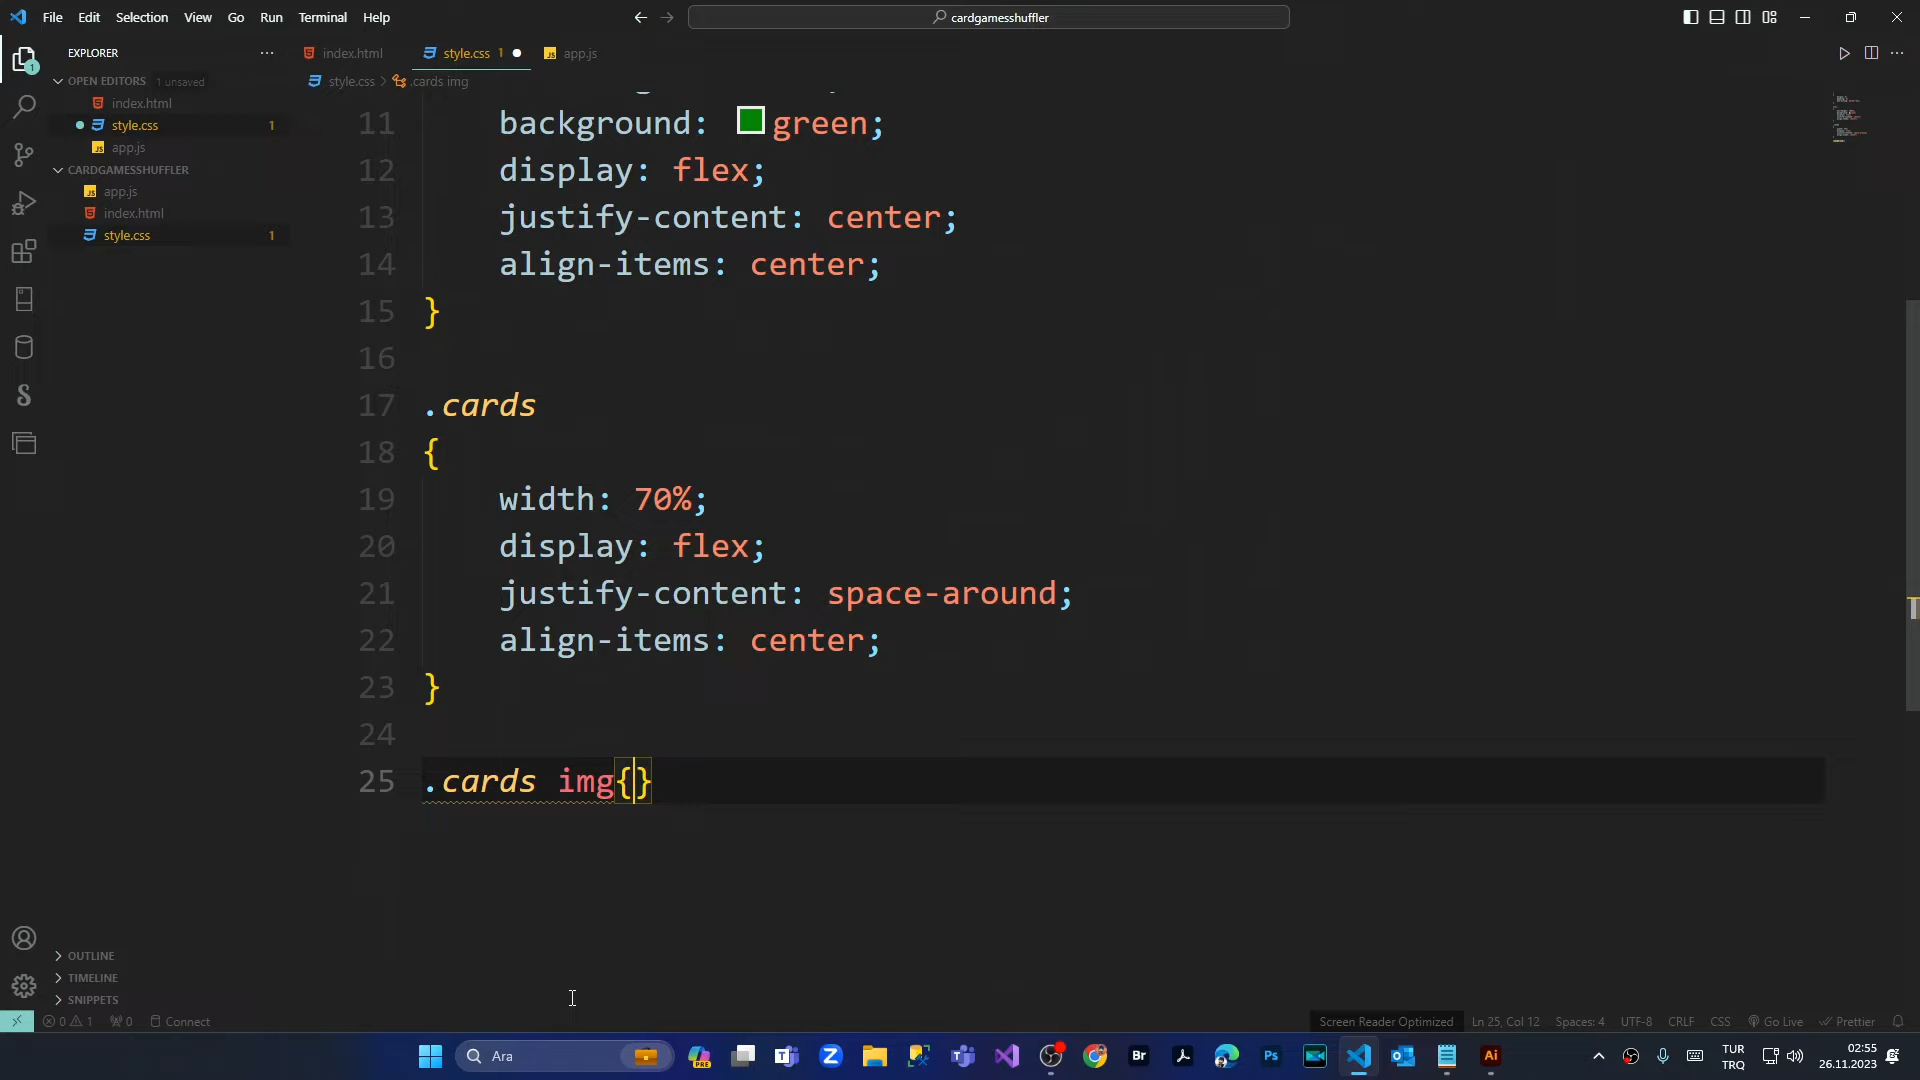 File Edit Selection View Go Run Terminal Help
cardgamesshuffler
EXPLORER
index.html
style.css 1
app.js
OPEN EDITORS 1 unsaved
style.css > .cards img
index.html
style.css 1
app.js
CARDGAMESSHUFFLER
app.js
index.html
style.css 1
11 background: green;
12 display: flex;
13 justify-content: center;
14 align-items: center;
15 }
16
17 .cards
18 {
19 width: 70%;
20 display: flex;
21 justify-content: space-around;
22 align-items: center;
23 }
24
25 .cards img{}
OUTLINE
TIMELINE
SNIPPETS
0 1 0 Connect
Screen Reader Optimized Ln 25, Col 12 Spaces: 4 UTF-8 CRLF CSS Go Live Prettier
Ara
PRE
Br
Ps
Ai
TUR
TRQ
02:55
26.11.2023